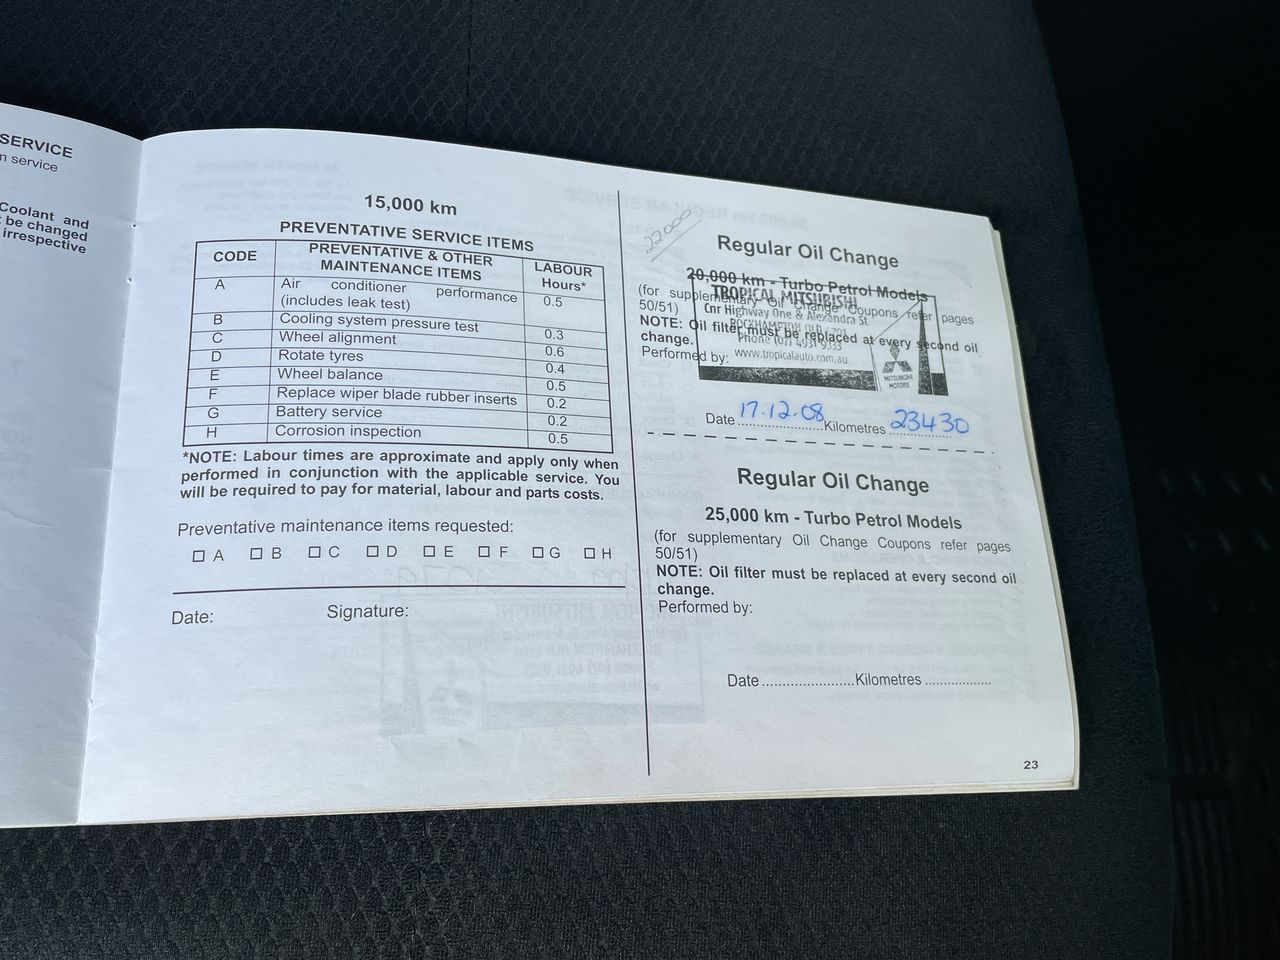 SERVICE
service
Coolant and
be changed
irrespective
15,000 km
PREVENTATIVE SERVICE ITEMS
CODE PREVENTATIVE & OTHER MAINTENANCE ITEMS LABOUR Hours*
A Air conditioner performance (includes leak test) 0.5
B Cooling system pressure test 0.3
C Wheel alignment 0.6
D Rotate tyres 0.4
E Wheel balance 0.5
F Replace wiper blade rubber inserts 0.2
G Battery service 0.2
H Corrosion inspection 0.5
*NOTE: Labour times are approximate and apply only when
performed in conjunction with the applicable service. You
will be required to pay for material, labour and parts costs.
Preventative maintenance items requested:
☐ A ☐ B ☐ C ☐ D ☐ E ☐ F ☐ G ☐ H
Date: Signature:
22000
Regular Oil Change
20,000 km - Turbo Petrol Models
(for supplementary Oil Change Coupons refer pages
50/51)
NOTE: Oil filter must be replaced at every second oil
change.
Performed by:
TROPICAL MITSUBISHI
Cnr Highway One & Alexandra St
ROCKHAMPTON QLD 4701
Phone (07) 4931 9333
www.tropicalauto.com.au
MITSUBISHI
MOTORS
Date 17.12.08 Kilometres 23430
Regular Oil Change
25,000 km - Turbo Petrol Models
(for supplementary Oil Change Coupons refer pages
50/51)
NOTE: Oil filter must be replaced at every second oil
change.
Performed by:
Date ...................... Kilometres ................
23